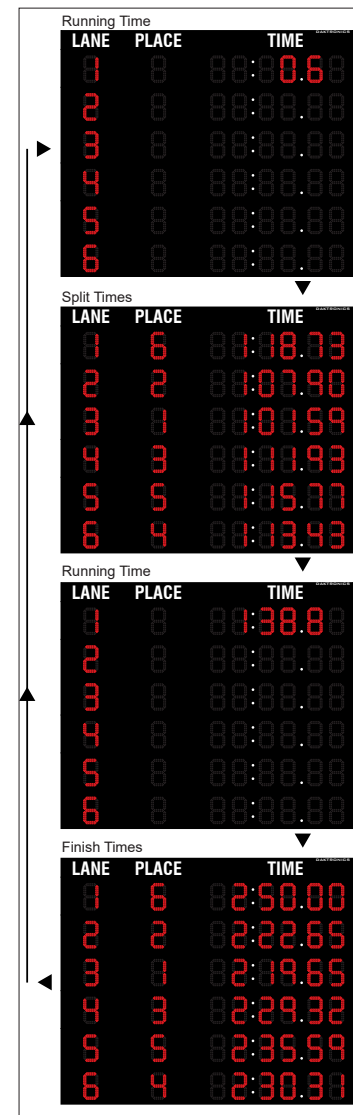 Running Time
DAKTRONICS
LANE PLACE TIME
1 0.6
2
3
4
5
6
Split Times
DAKTRONICS
LANE PLACE TIME
1 6 1:18.73
2 2 1:01.90
3 1 1:01.59
4 3 1:11.93
5 5 1:15.77
6 4 1:13.43
Running Time
DAKTRONICS
LANE PLACE TIME
1 1:38.8
2
3
4
5
6
Finish Times
DAKTRONICS
LANE PLACE TIME
1 6 2:50.00
2 2 2:22.65
3 1 2:19.65
4 3 2:29.32
5 5 2:35.59
6 4 2:30.31